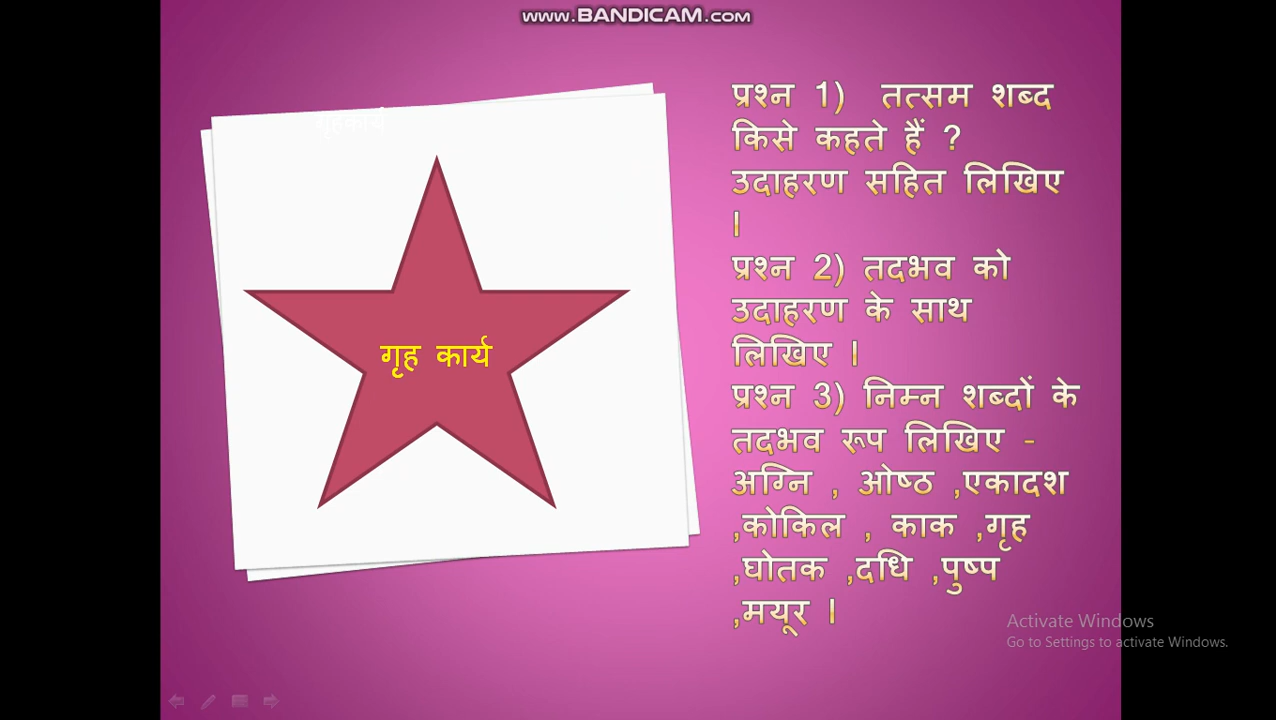 www.BANDICAM.com
गृहकार्य
गृह कार्य
प्रश्न 1) तत्सम शब्द
किसे कहते हैं ?
उदाहरण सहित लिखिए
|
प्रश्न 2) तदभव को
उदाहरण के साथ
लिखिए |
प्रश्न 3) निम्न शब्दों के
तदभव रूप लिखिए -
अग्नि , ओष्ठ ,एकादश
,कोकिल , काक ,गृह
,घोतक ,दधि ,पुष्प
,मयूर |
Activate Windows
Go to Settings to activate Windows.